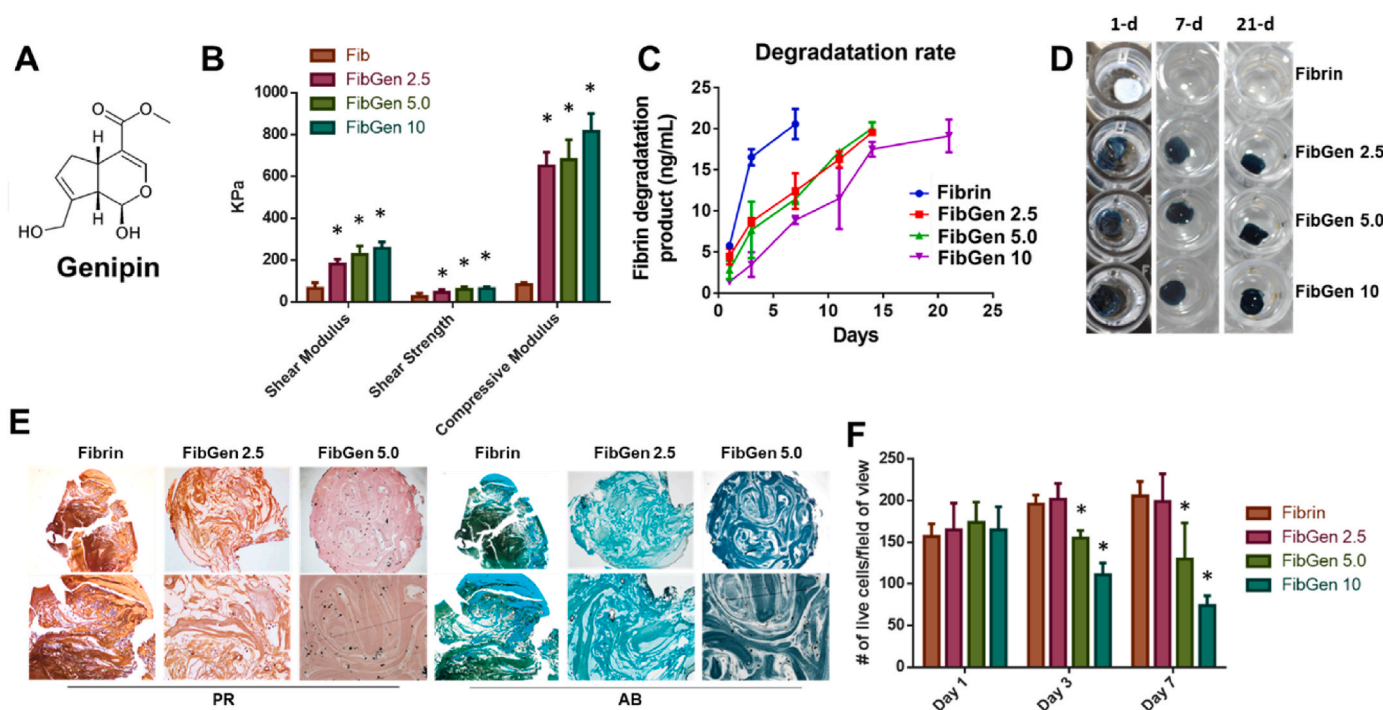 A
H
O
O
O
H
HO
OH
Genipin
B
Fib
FibGen 2.5
FibGen 5.0
FibGen 10
KPa
1000
800
600
400
200
0
* * *
* * *
* * *
Shear Modulus
Shear Strength
Compressive Modulus
C
Degradatation rate
Fibrin degradatation
product (ng/mL)
25
20
15
10
5
0
0 5 10 15 20 25
Days
Fibrin
FibGen 2.5
FibGen 5.0
FibGen 10
D
1-d 7-d 21-d
Fibrin
FibGen 2.5
FibGen 5.0
FibGen 10
E
Fibrin FibGen 2.5 FibGen 5.0 Fibrin FibGen 2.5 FibGen 5.0
PR AB
F
# of live cells/field of view
250
200
150
100
50
0
* *
* *
Day 1
Day 3
Day 7
Fibrin
FibGen 2.5
FibGen 5.0
FibGen 10